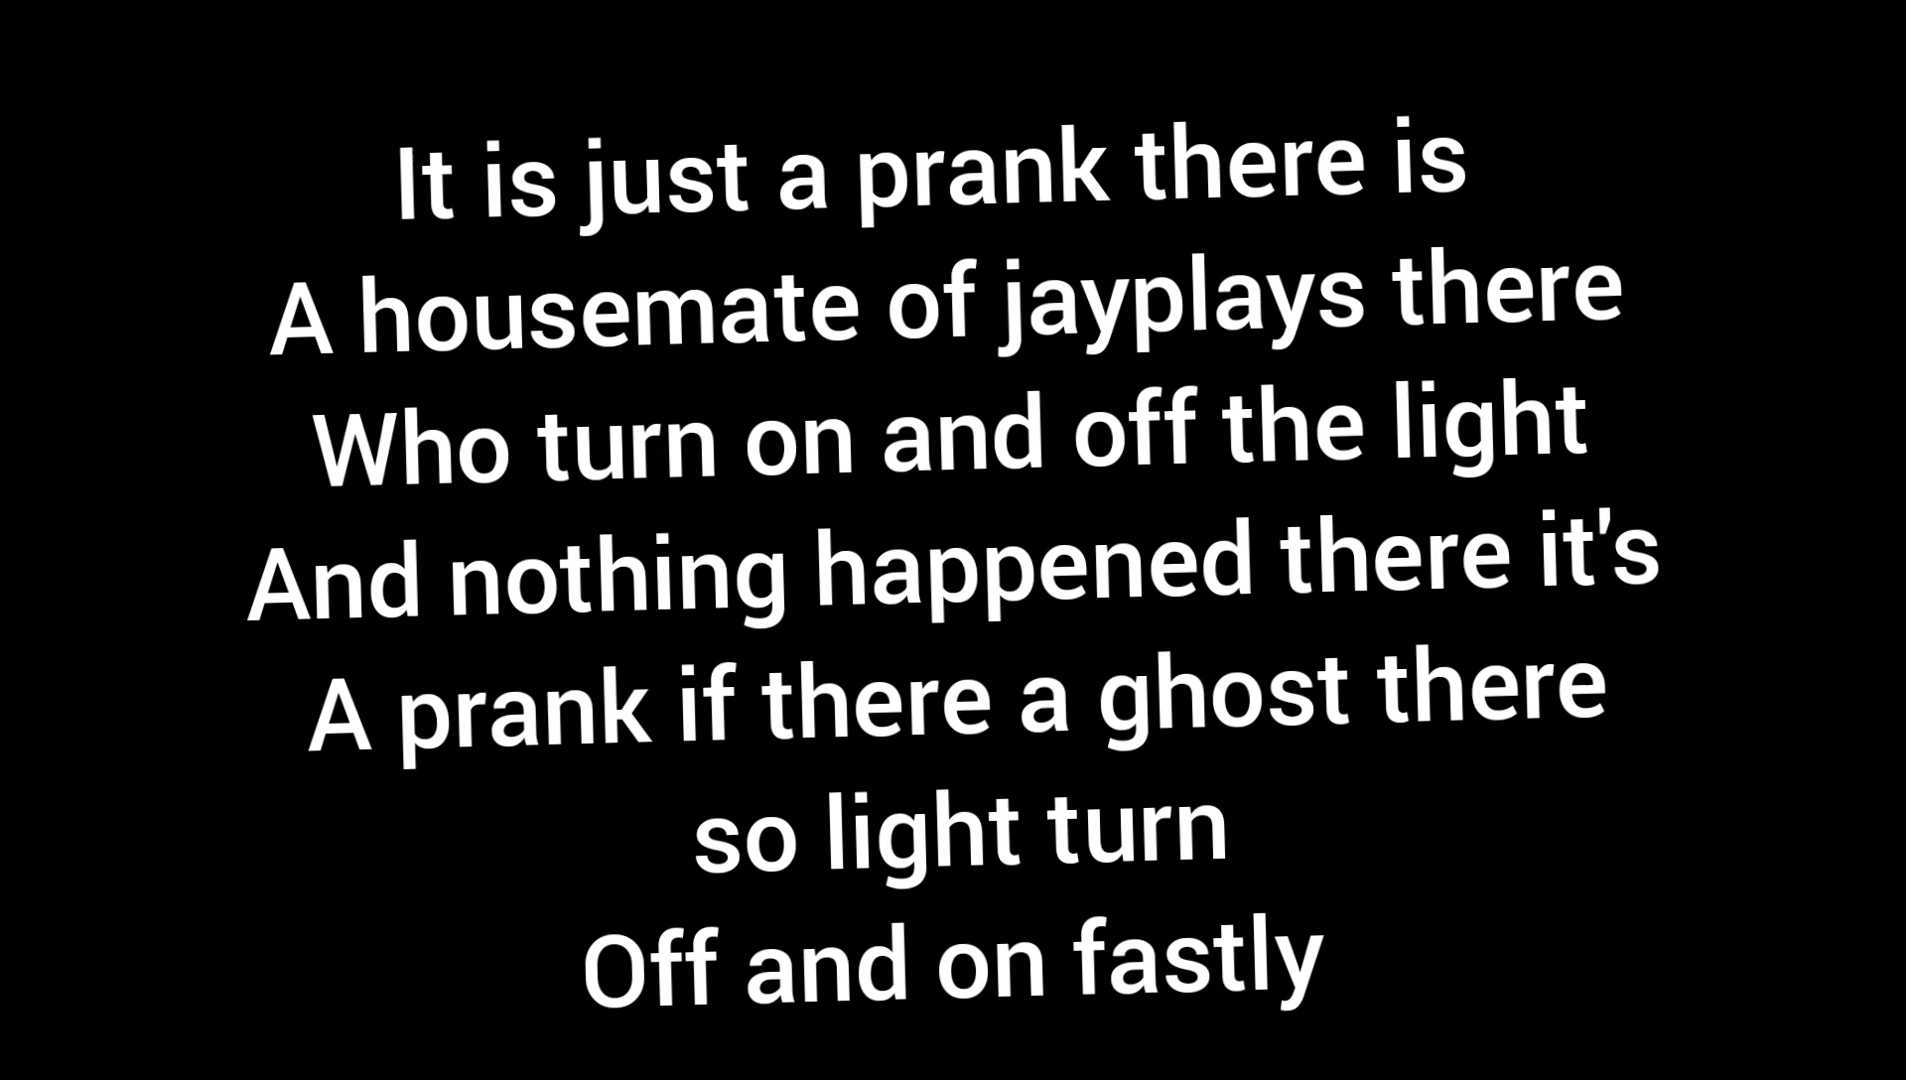 It is just a prank there is
A housemate of jayplays there
Who turn on and off the light
And nothing happened there it's
A prank if there a ghost there
so light turn
Off and on fastly